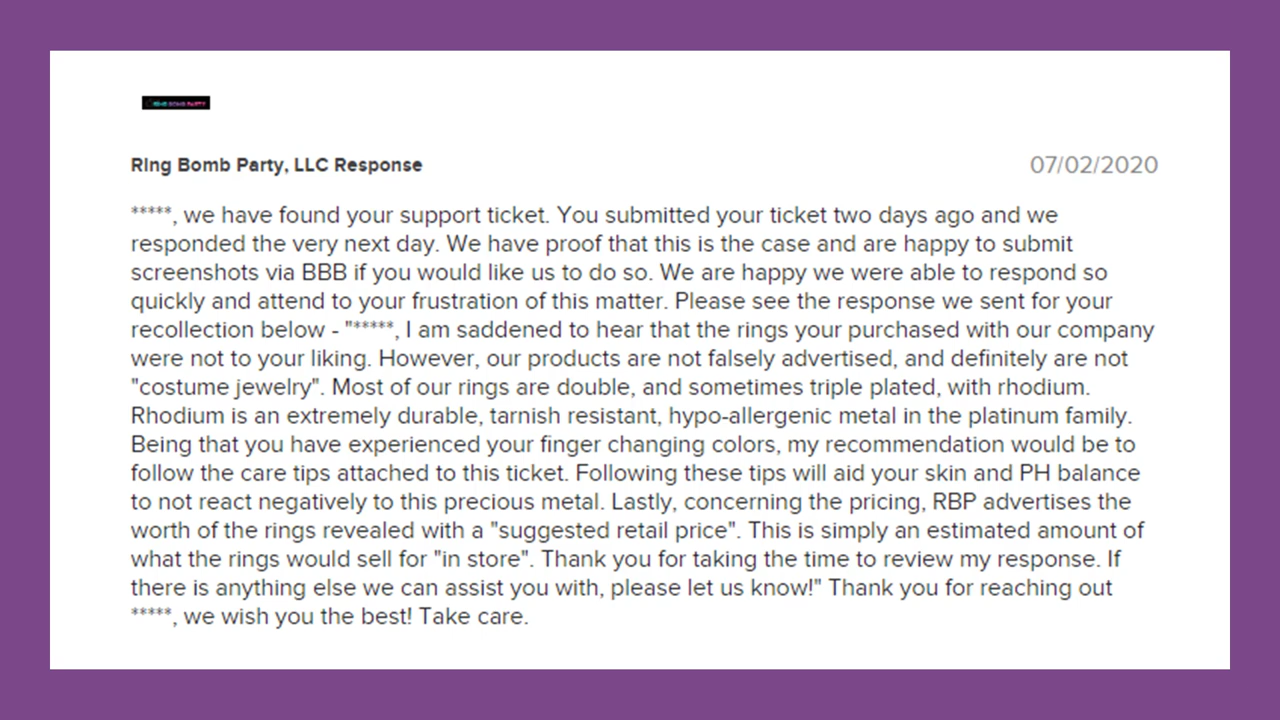 RING BOMB PARTY
RIng Bomb Party, LLC Response
07/02/2020
*****, we have found your support ticket. You submitted your ticket two days ago and we
responded the very next day. We have proof that this is the case and are happy to submit
screenshots via BBB if you would like us to do so. We are happy we were able to respond so
quickly and attend to your frustration of this matter. Please see the response we sent for your
recollection below - "*****, I am saddened to hear that the rings your purchased with our company
were not to your liking. However, our products are not falsely advertised, and definitely are not
"costume jewelry". Most of our rings are double, and sometimes triple plated, with rhodium.
Rhodium is an extremely durable, tarnish resistant, hypo-allergenic metal in the platinum family.
Being that you have experienced your finger changing colors, my recommendation would be to
follow the care tips attached to this ticket. Following these tips will aid your skin and PH balance
to not react negatively to this precious metal. Lastly, concerning the pricing, RBP advertises the
worth of the rings revealed with a "suggested retail price". This is simply an estimated amount of
what the rings would sell for "in store". Thank you for taking the time to review my response. If
there is anything else we can assist you with, please let us know!" Thank you for reaching out
*****, we wish you the best! Take care.